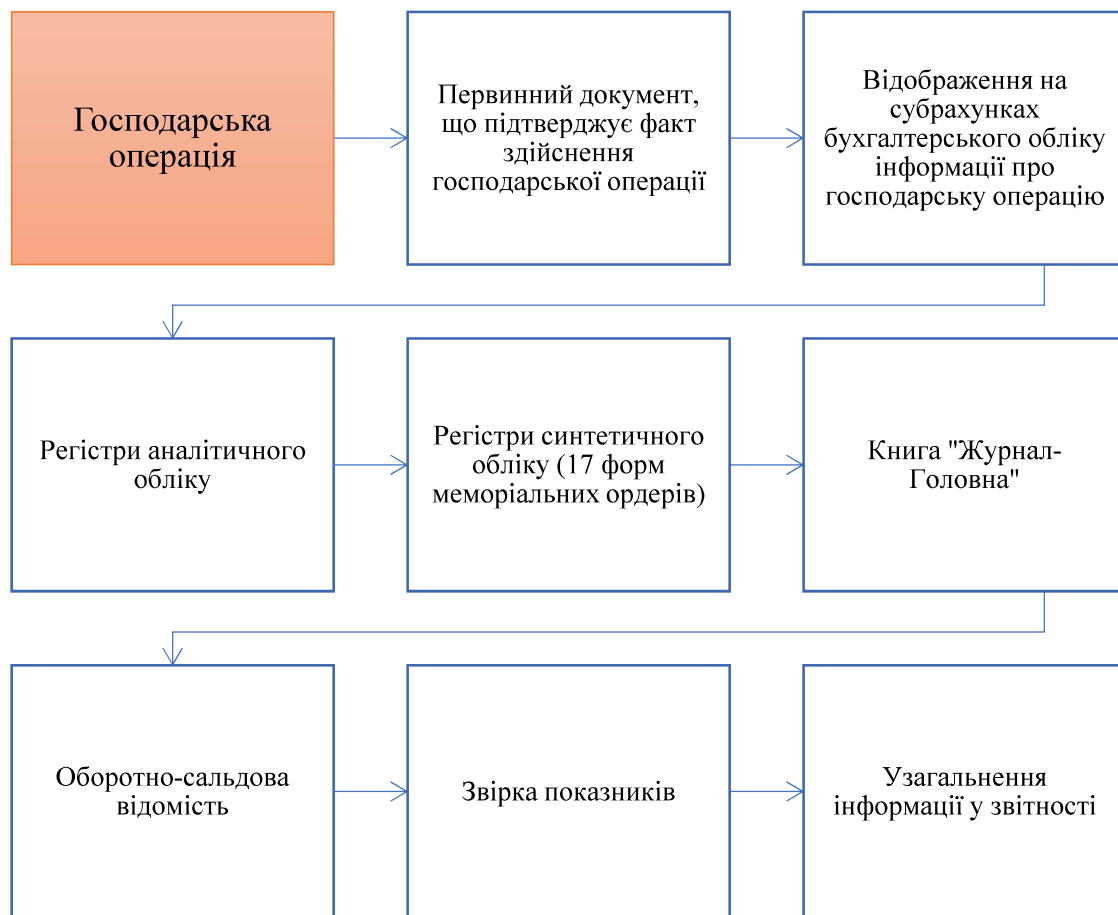 Господарська
операція
Первинний документ,
що підтверджує факт
здійснення
господарської операції
Відображення на
субрахунках
бухгалтерського обліку
інформації про
господарську операцію
Регістри аналітичного
обліку
Регістри синтетичного
обліку (17 форм
меморіальних ордерів)
Книга "Журнал-
Головна"
Оборотно-сальдова
відомість
Звірка показників
Узагальнення
інформації у звітності